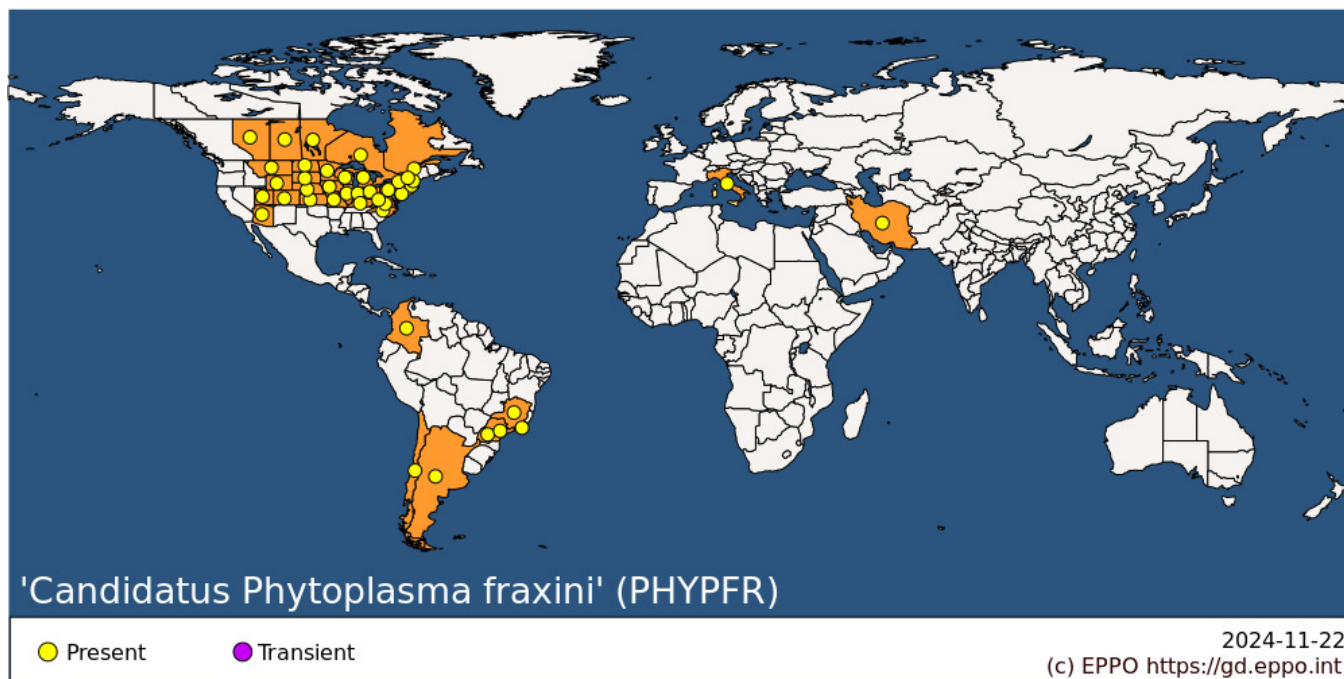 'Candidatus Phytoplasma fraxini' (PHYPFR)
Present
Transient
2024-11-22
(c) EPPO https://gd.eppo.int